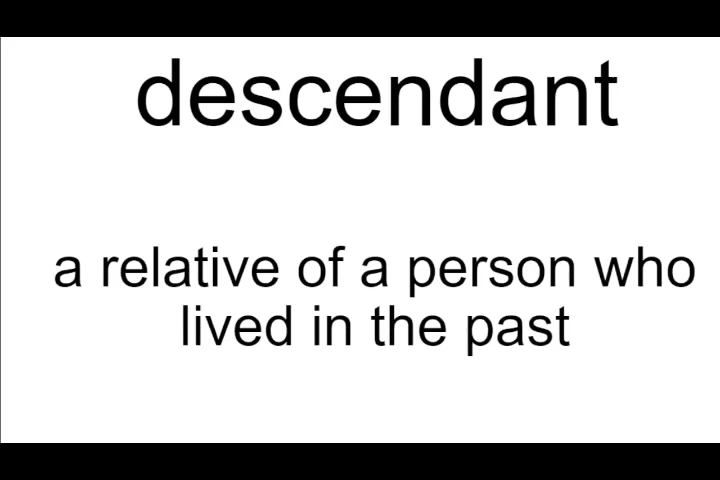 descendant
a relative of a person who
lived in the past